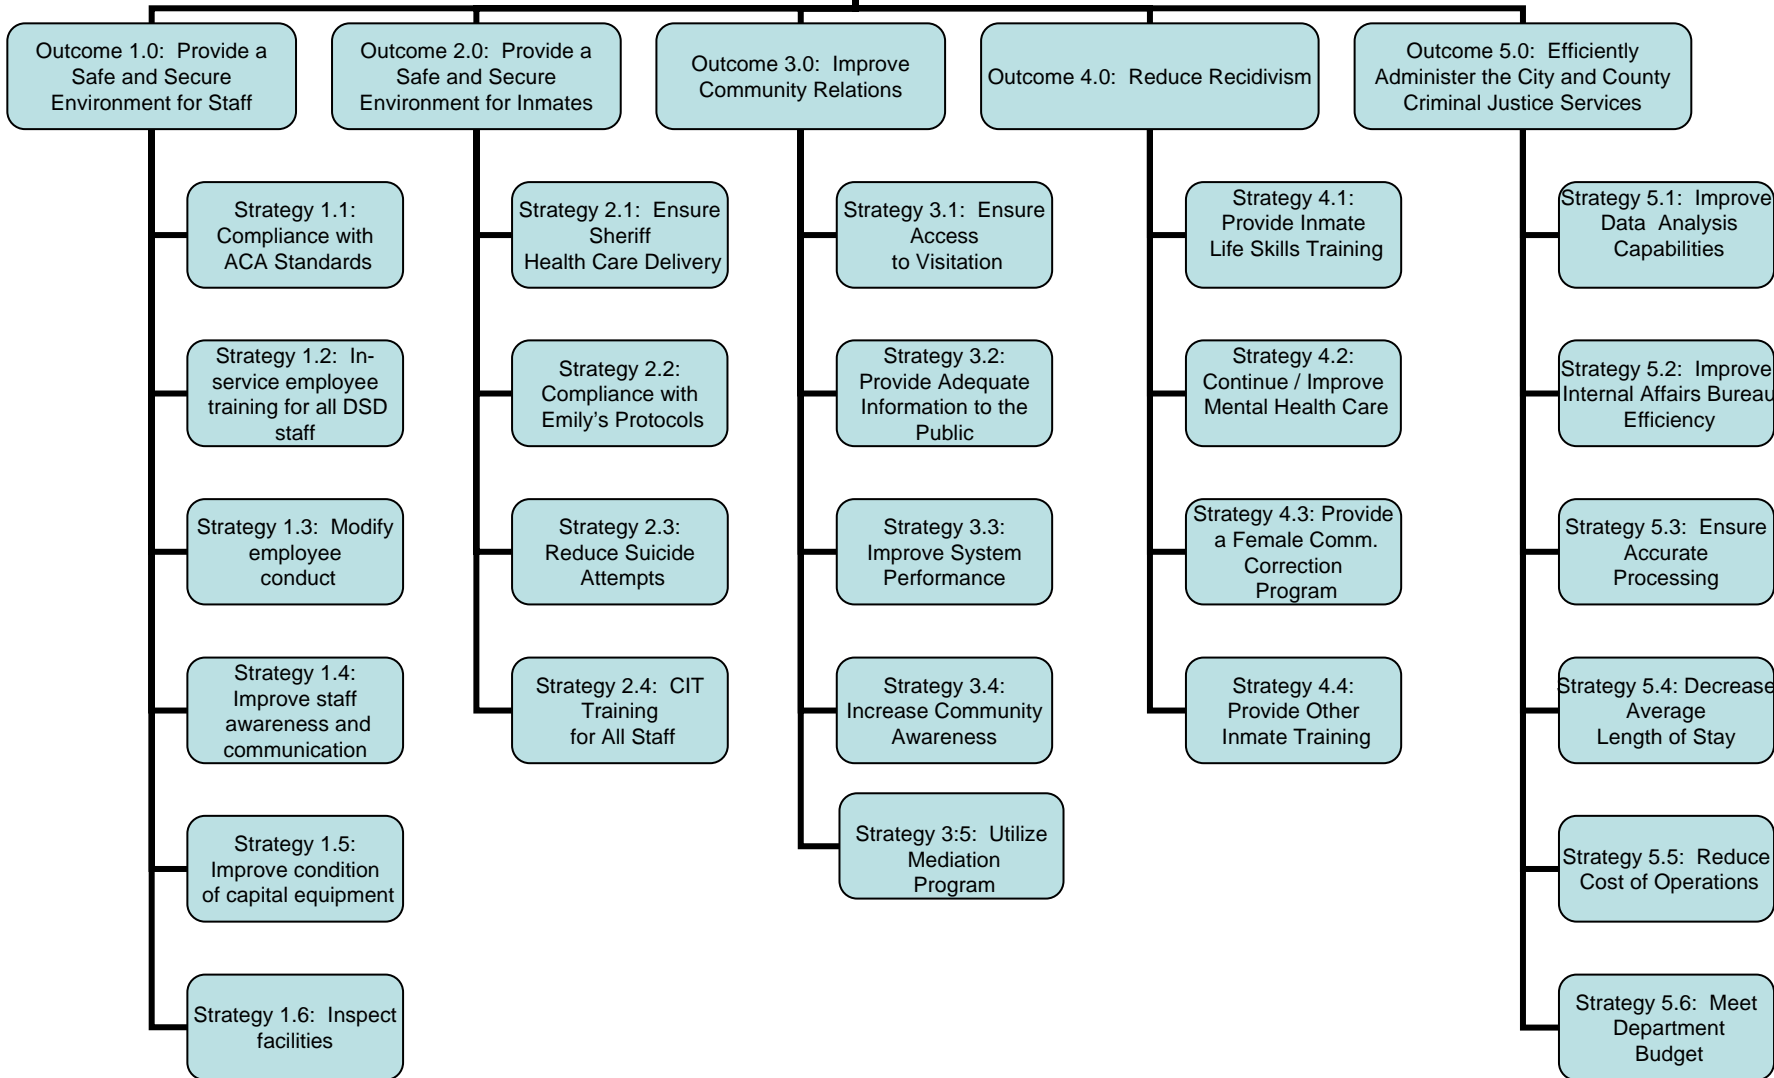 Outcome 1.0: Provide a
Safe and Secure
Environment for Staff
Outcome 2.0: Provide a
Safe and Secure
Environment for Inmates
Outcome 3.0: Improve
Community Relations
Outcome 4.0: Reduce Recidivism
Outcome 5.0: Efficiently
Administer the City and County
Criminal Justice Services
Strategy 1.1:
Compliance with
ACA Standards
Strategy 1.2: In-
service employee
training for all DSD
staff
Strategy 1.3: Modify
employee
conduct
Strategy 1.4:
Improve staff
awareness and
communication
Strategy 1.5:
Improve condition
of capital equipment
Strategy 1.6: Inspect
facilities
Strategy 2.1: Ensure
Sheriff
Health Care Delivery
Strategy 2.2:
Compliance with
Emily’s Protocols
Strategy 2.3:
Reduce Suicide
Attempts
Strategy 2.4: CIT
Training
for All Staff
Strategy 3.1: Ensure
Access
to Visitation
Strategy 3.2:
Provide Adequate
Information to the
Public
Strategy 3.3:
Improve System
Performance
Strategy 3.4:
Increase Community
Awareness
Strategy 3:5: Utilize
Mediation
Program
Strategy 4.1:
Provide Inmate
Life Skills Training
Strategy 4.2:
Continue / Improve
Mental Health Care
Strategy 4.3: Provide
a Female Comm.
Correction
Program
Strategy 4.4:
Provide Other
Inmate Training
Strategy 5.1: Improve
Data Analysis
Capabilities
Strategy 5.2: Improve
Internal Affairs Bureau
Efficiency
Strategy 5.3: Ensure
Accurate
Processing
Strategy 5.4: Decrease
Average
Length of Stay
Strategy 5.5: Reduce
Cost of Operations
Strategy 5.6: Meet
Department
Budget